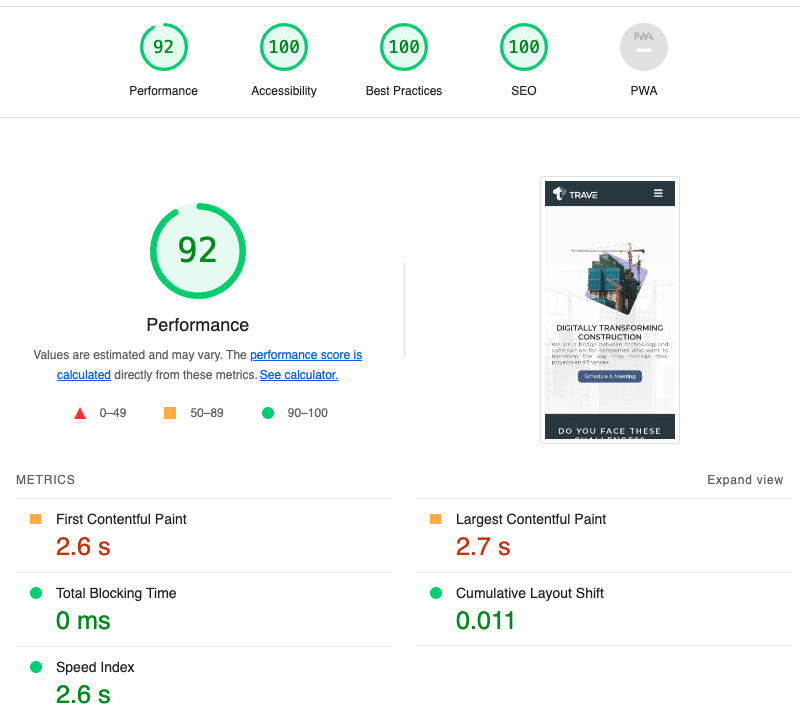 92
100
100
100
PWA
Performance
Accessibility
Best Practices
SEO
PWA
92
Performance
Values are estimated and may vary. The performance score is
calculated directly from these metrics. See calculator.
0–49
50–89
90–100
TRAVE
DIGITALLY TRANSFORMING
CONSTRUCTION
We are a bridge between technology and
construction for companies who want to
transform the way they manage their
projects and finances
Schedule A Meeting
DO YOU FACE THESE
CHALLENGES?
METRICS
Expand view
First Contentful Paint
2.6 s
Largest Contentful Paint
2.7 s
Total Blocking Time
0 ms
Cumulative Layout Shift
0.011
Speed Index
2.6 s